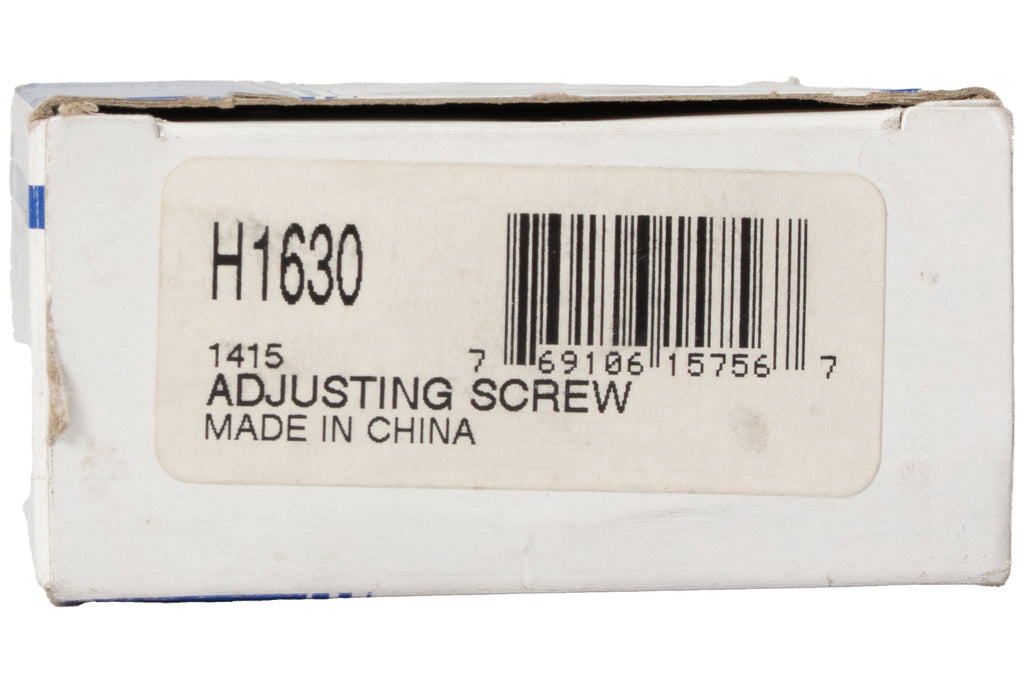 H1630
1415
7 69106 15756 7
ADJUSTING SCREW
MADE IN CHINA